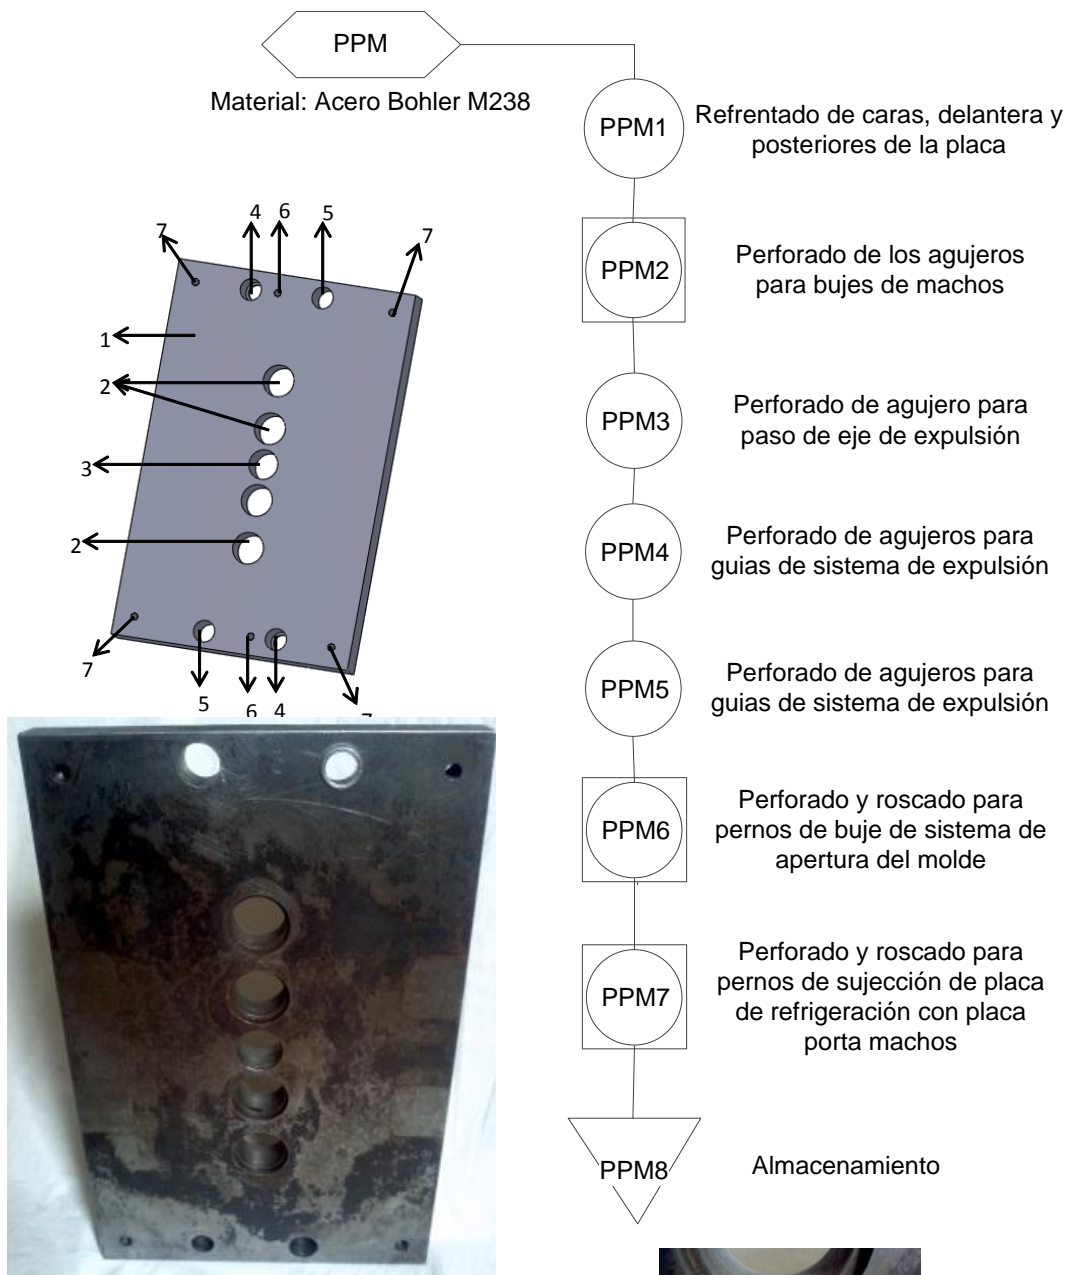 PPM
Material: Acero Bohler M238
PPM1
Refrentado de caras, delantera y
posteriores de la placa
PPM2
Perforado de los agujeros
para bujes de machos
PPM3
Perforado de agujero para
paso de eje de expulsión
PPM4
Perforado de agujeros para
guias de sistema de expulsión
PPM5
Perforado de agujeros para
guias de sistema de expulsión
PPM6
Perforado y roscado para
pernos de buje de sistema de
apertura del molde
PPM7
Perforado y roscado para
pernos de sujección de placa
de refrigeración con placa
porta machos
PPM8
Almacenamiento
4 6 5
7 7
1
2
3
2
7
5 6 4
7